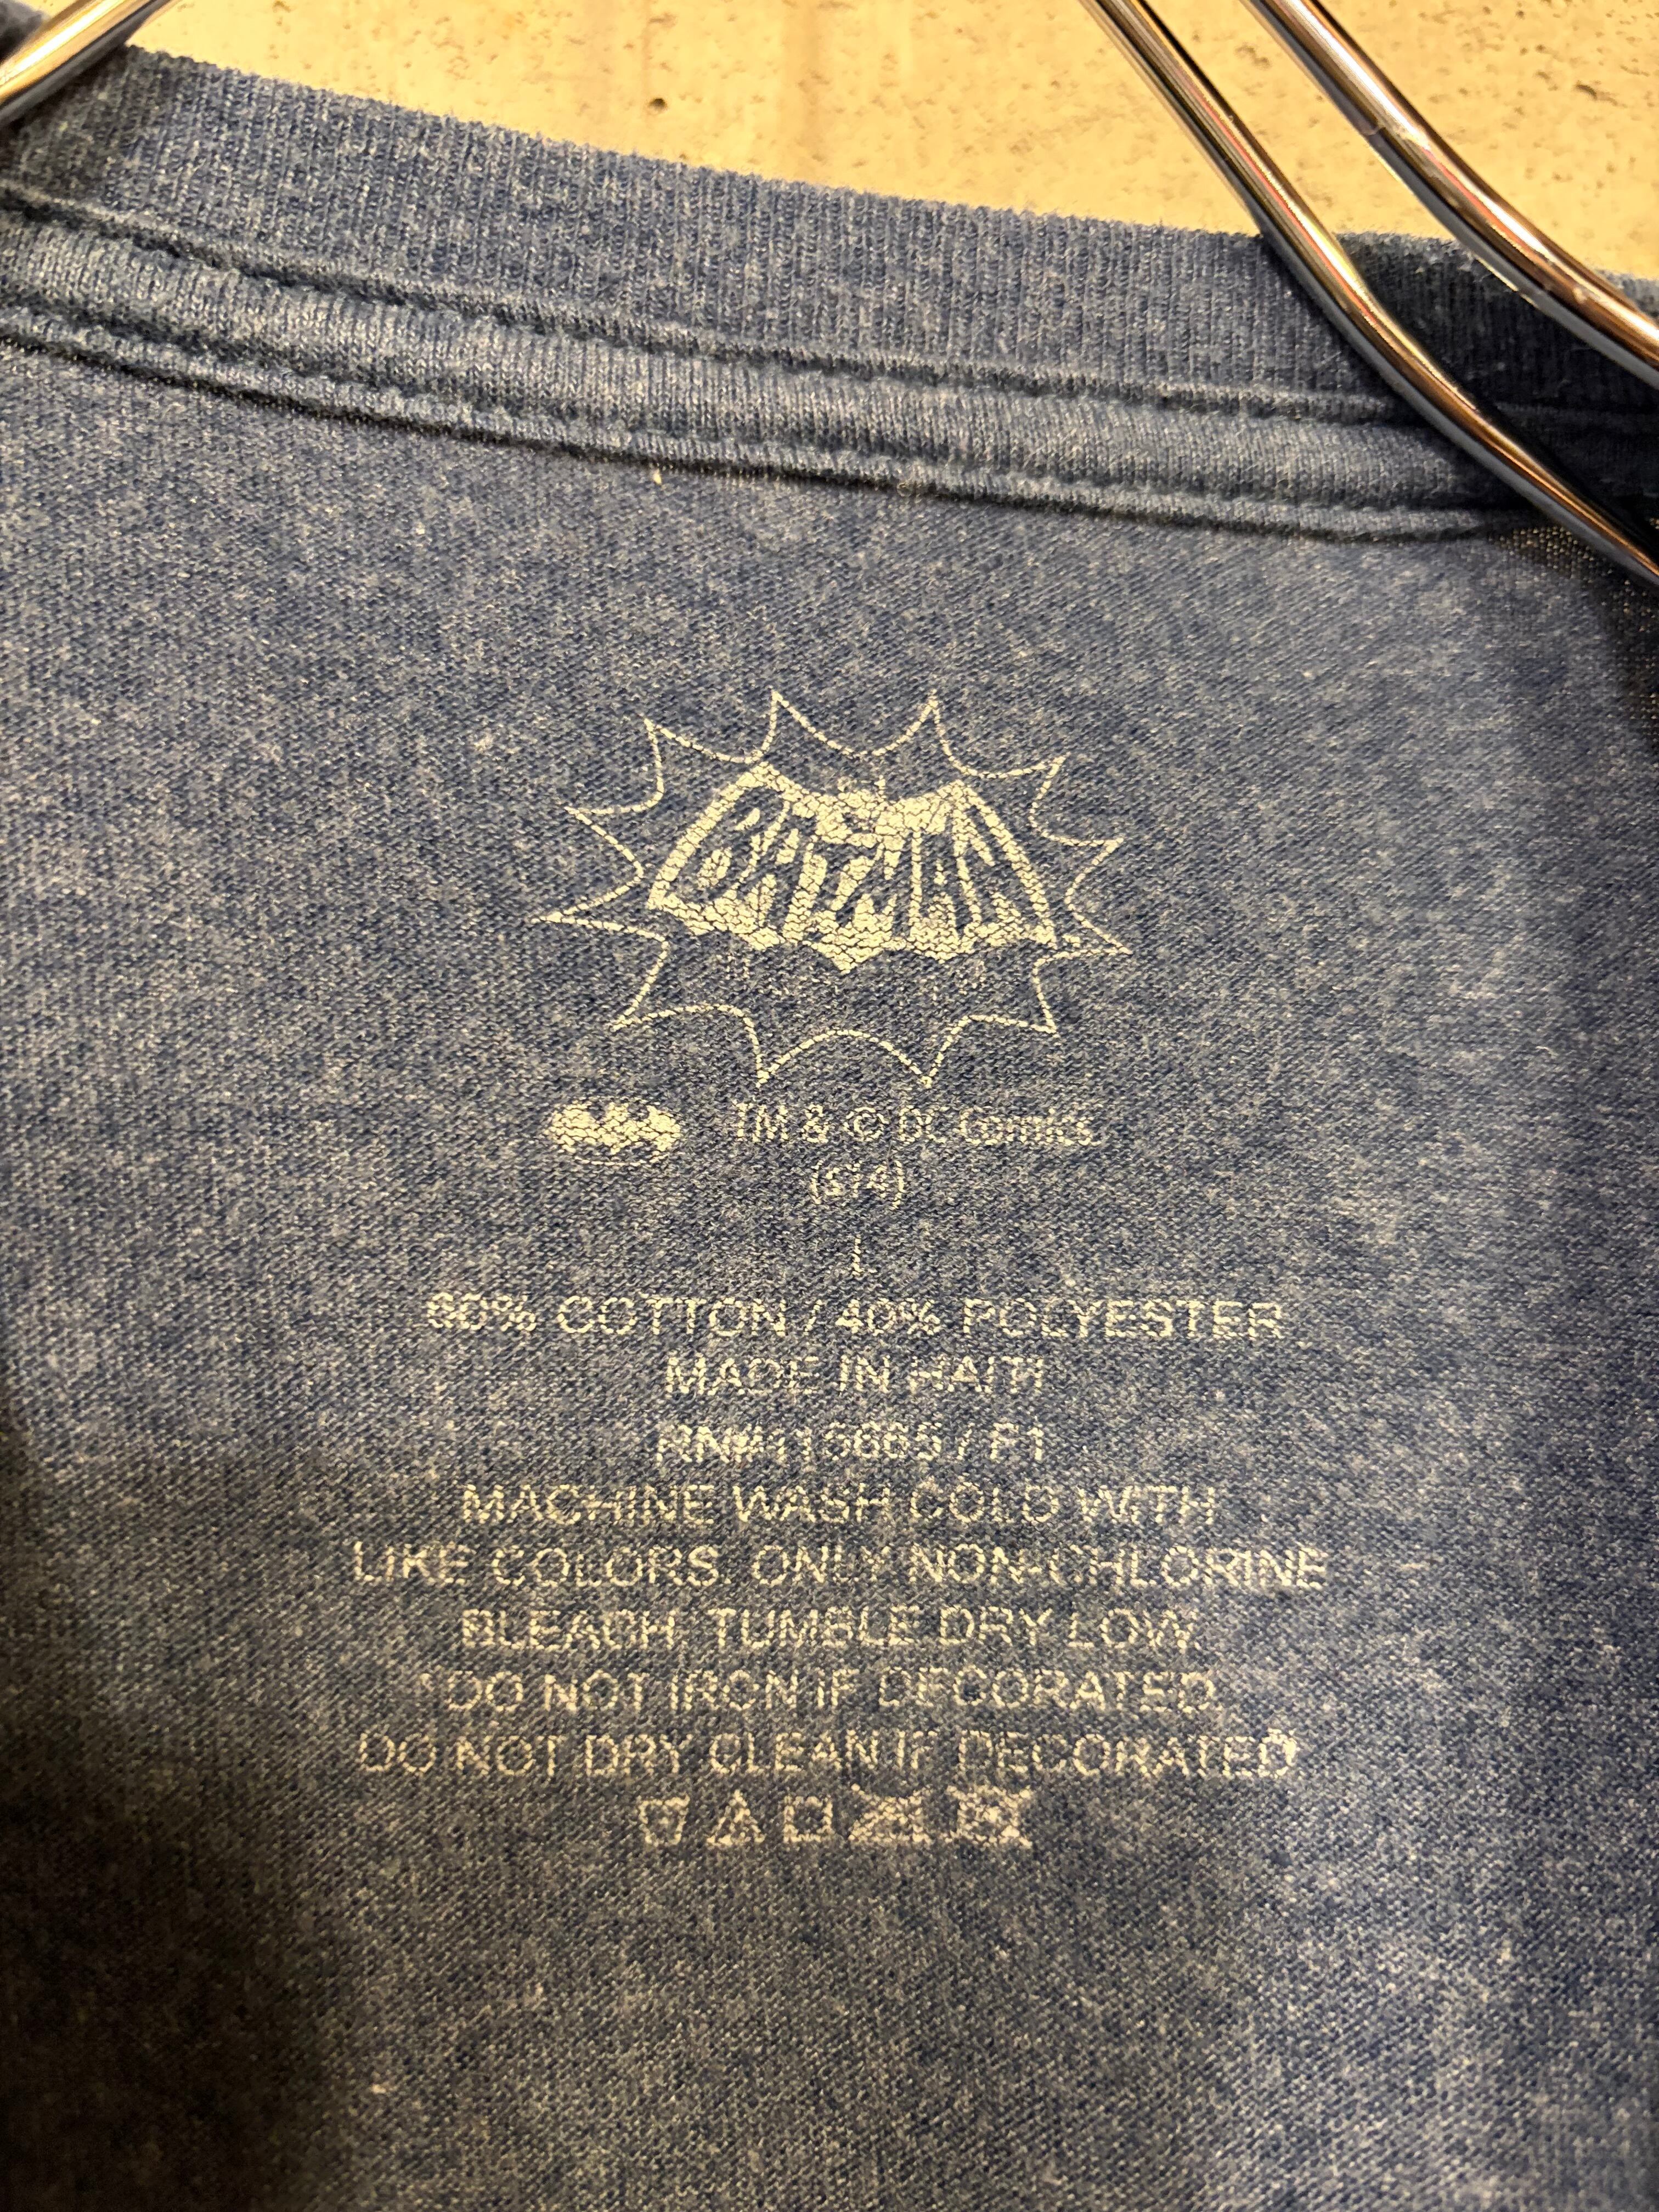 BATMAN
TM & © DC Comics
(s14)
60% COTTON / 40% POLYESTER
MADE IN HAITI
RN#115665 / P1
MACHINE WASH COLD WITH
LIKE COLORS. ONLY NON-CHLORINE
BLEACH. TUMBLE DRY LOW.
DO NOT IRON IF DECORATED.
DO NOT DRY CLEAN IF DECORATED